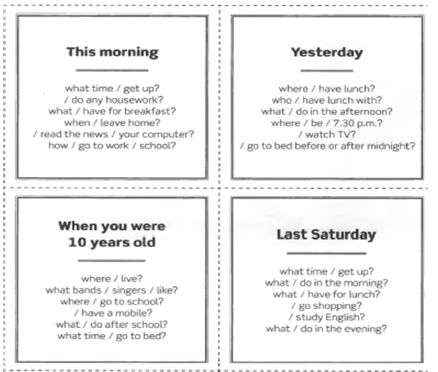 This morning
what time / get up?
/ do any housework?
what / have for breakfast?
when / leave home?
/ read the news / your computer?
how / go to work / school?
Yesterday
where / have lunch?
who / have lunch with?
what / do in the afternoon?
where / be / 7.30 p.m.?
/ watch TV?
/ go to bed before or after midnight?
When you were
10 years old
where / live?
what bands / singers / like?
where / go to school?
/ have a mobile?
what / do after school?
what time / go to bed?
Last Saturday
what time / get up?
what / do in the morning?
what / have for lunch?
/ go shopping?
/ study English?
what / do in the evening?